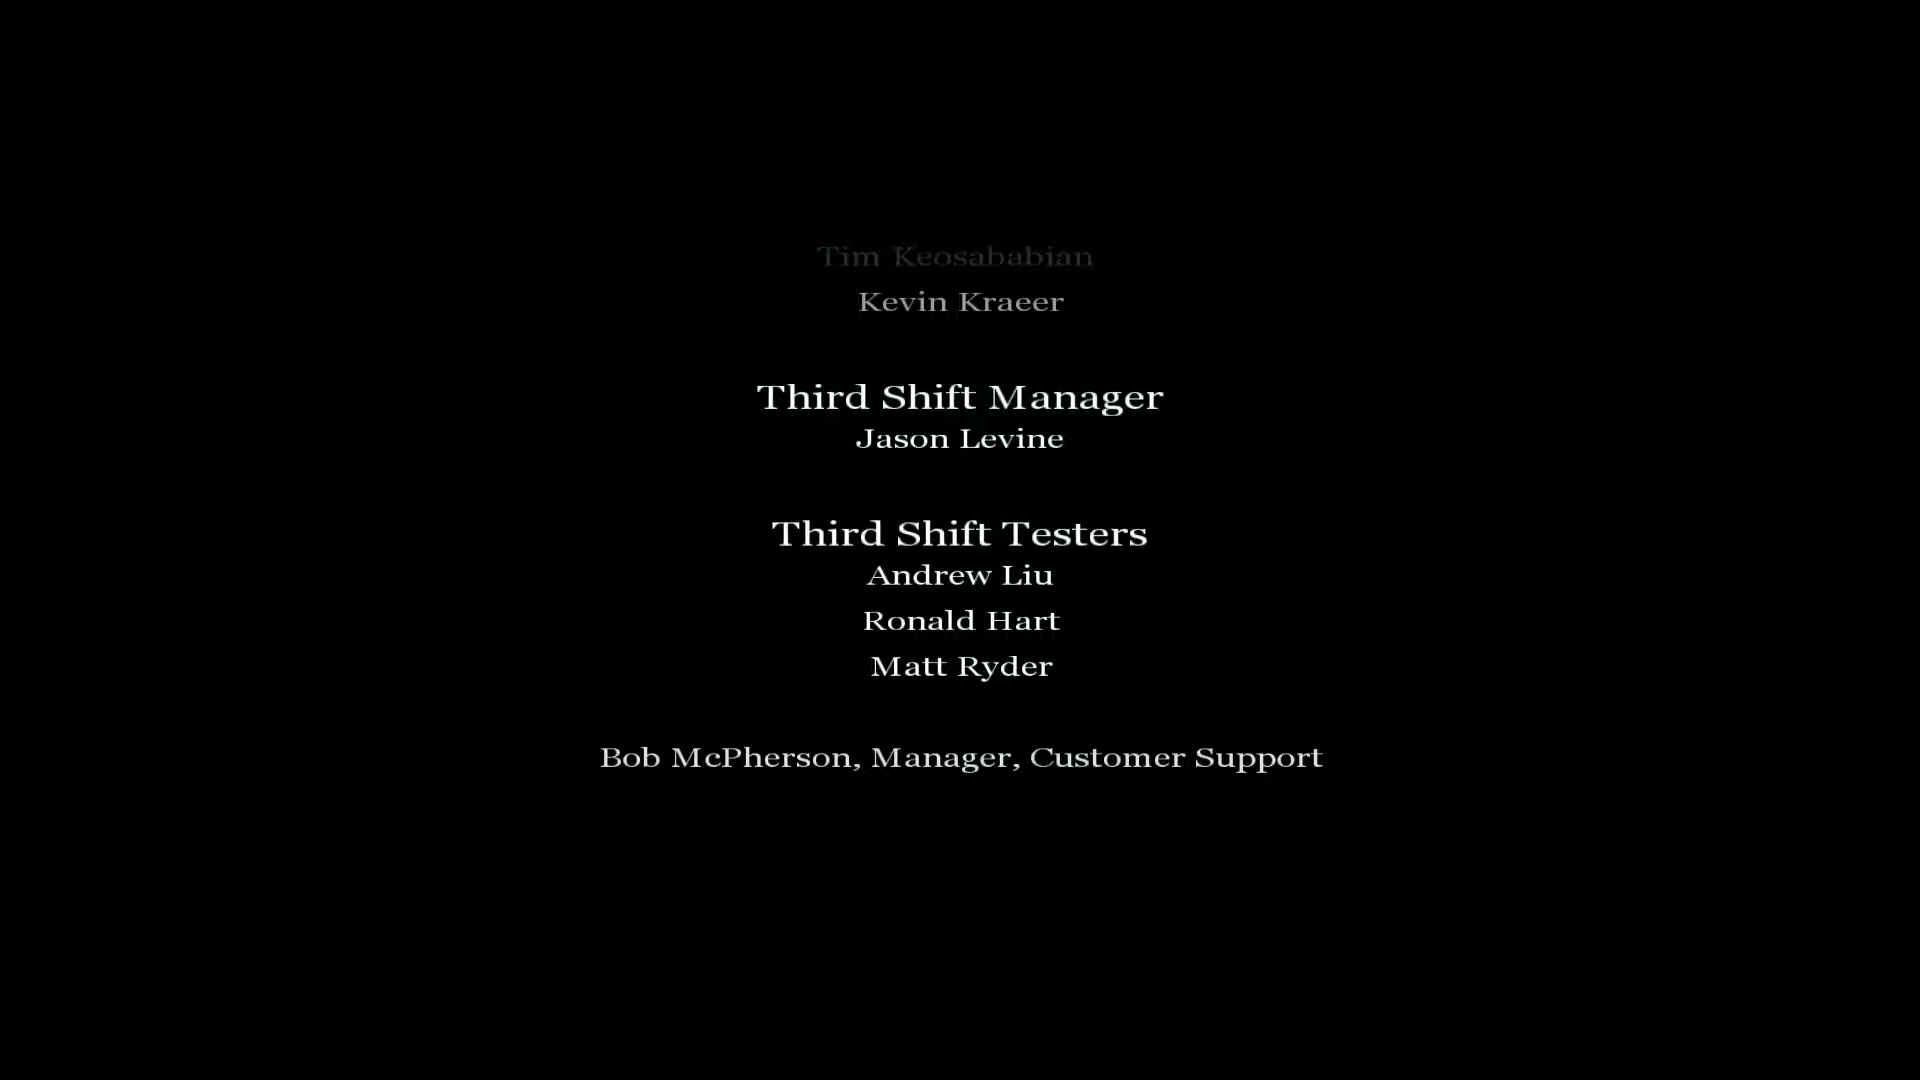 Tim Keosababian
Kevin Kraeer
Third Shift Manager
Jason Levine
Third Shift Testers
Andrew Liu
Ronald Hart
Matt Ryder
Bob McPherson, Manager, Customer Support